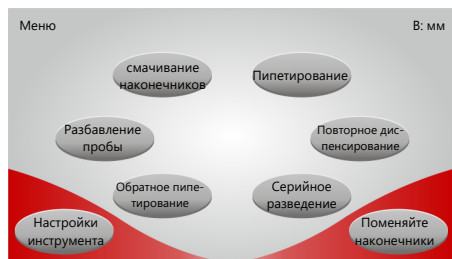 Меню
В: мм
смачивание
наконечников
Пипетирование
Разбавление
пробы
Повторное дис-
пенсирование
Обратное пипе-
тирование
Серийное
разведение
Настройки
инструмента
Поменяйте
наконечники